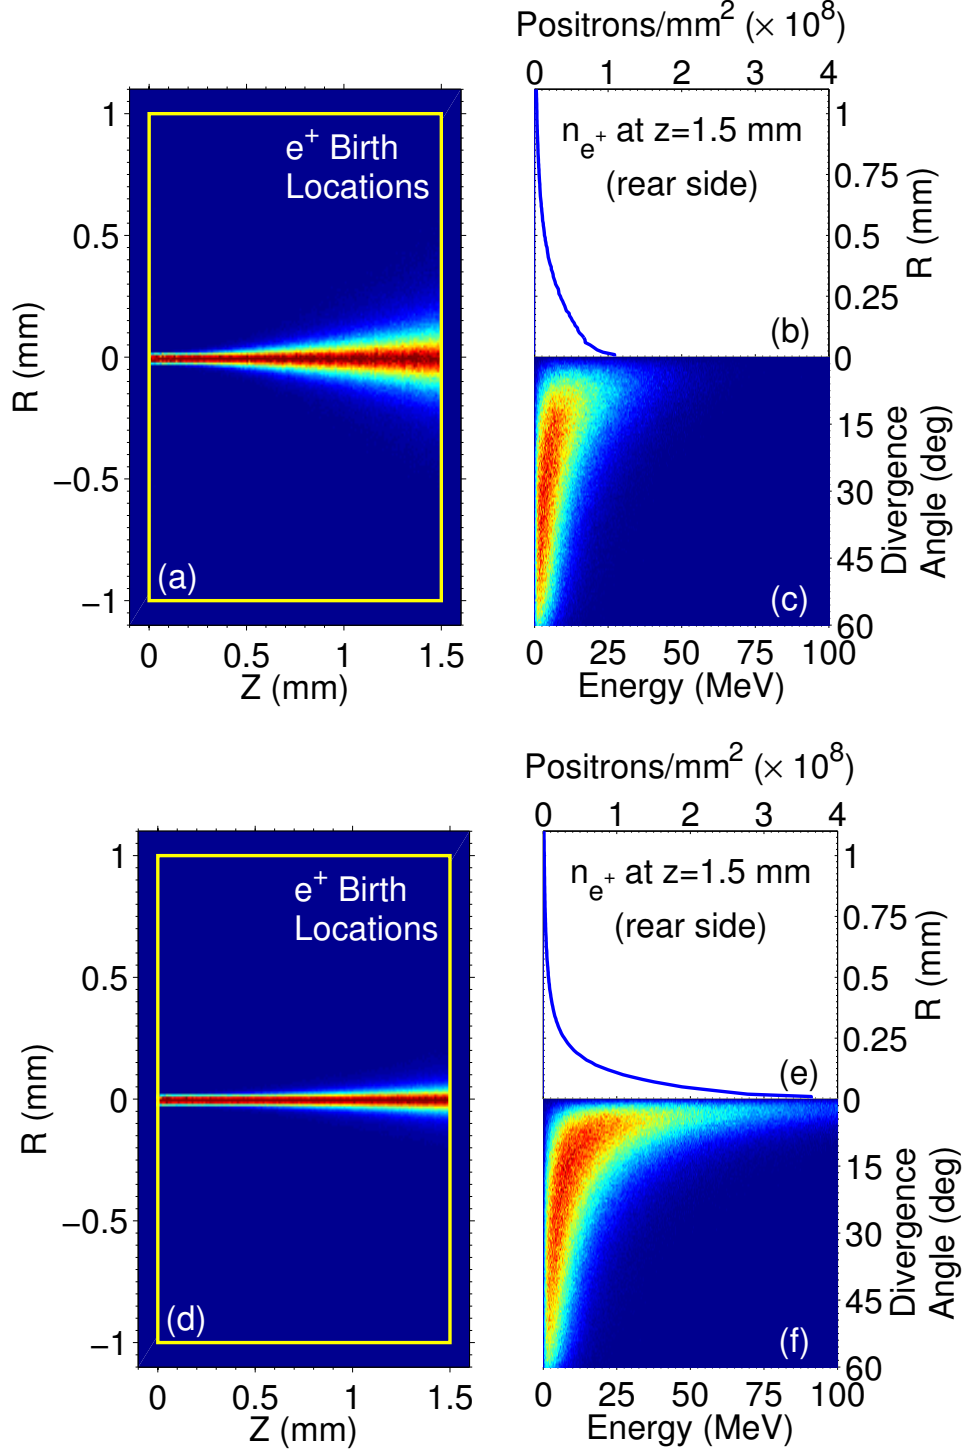 Positrons/mm² (× 10⁸)
0 1 2 3 4
1
0.5
0
−0.5
−1
R (mm)
e⁺ Birth
Locations
(a)
0 0.5 1 1.5
Z (mm)
n_e⁺ at z=1.5 mm
(rear side)
(b)
1
0.75
0.5
0.25
0
R (mm)
(c)
15
30
45
60
Divergence
Angle (deg)
0 25 50 75 100
Energy (MeV)
Positrons/mm² (× 10⁸)
0 1 2 3 4
1
0.5
0
−0.5
−1
R (mm)
e⁺ Birth
Locations
(d)
0 0.5 1 1.5
Z (mm)
n_e⁺ at z=1.5 mm
(rear side)
(e)
1
0.75
0.5
0.25
0
R (mm)
(f)
15
30
45
60
Divergence
Angle (deg)
0 25 50 75 100
Energy (MeV)